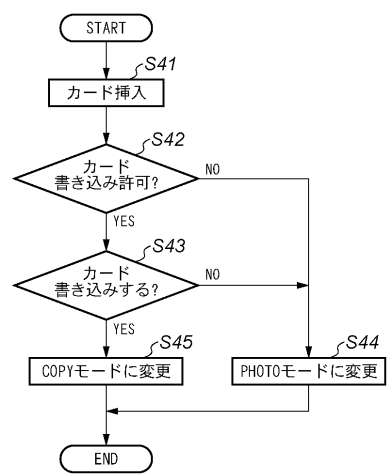 START
S41
カード挿入
S42
カード
書き込み許可?
NO
YES
S43
カード
書き込みする?
NO
YES
S45
COPYモードに変更
S44
PHOTOモードに変更
END